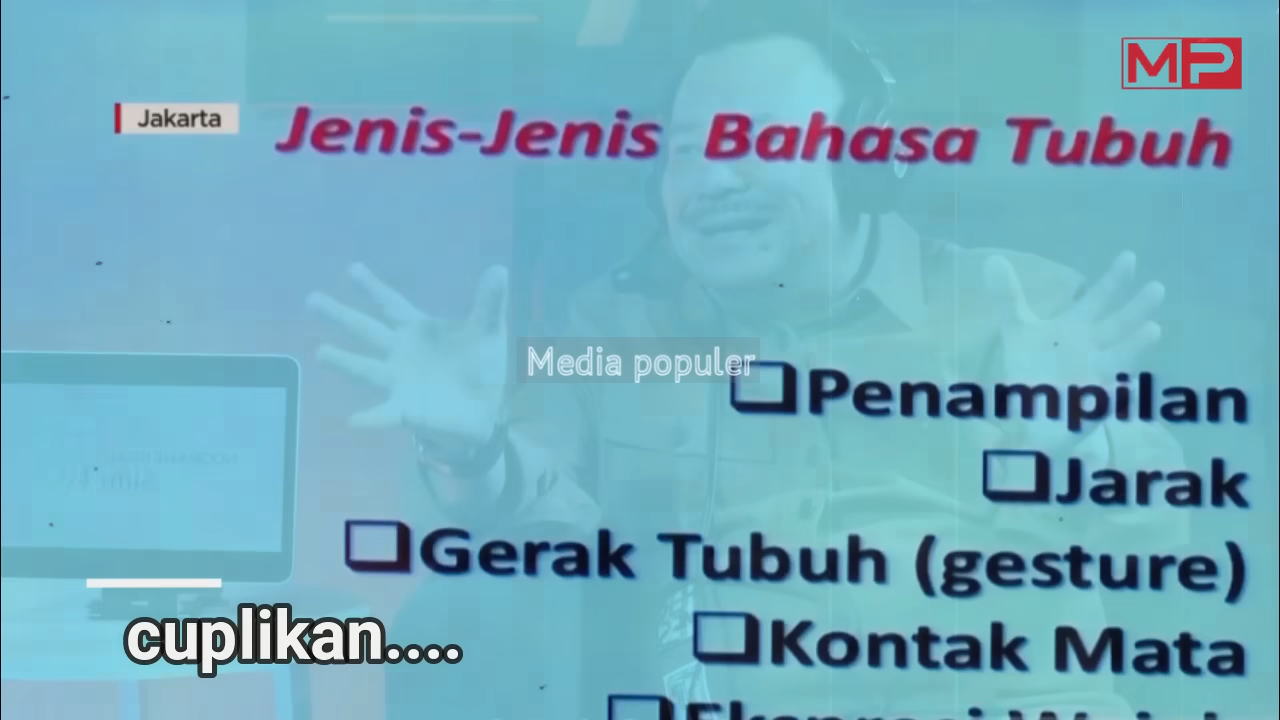 MP
Jakarta
Jenis-Jenis Bahasa Tubuh
Media populer
Penampilan
Jarak
Gerak Tubuh (gesture)
Kontak Mata
cuplikan....